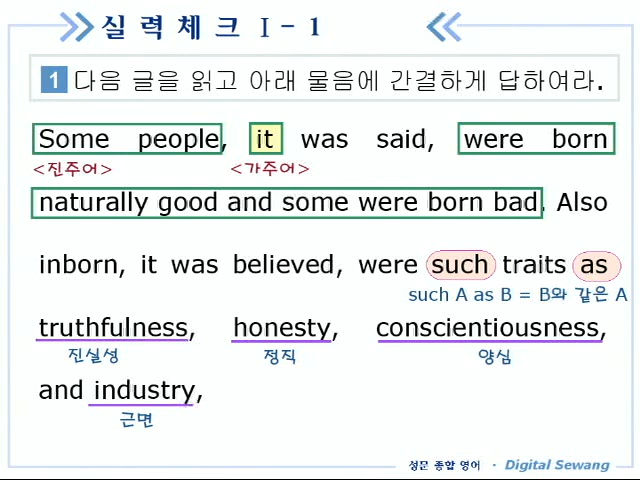 실 력 체 크 Ⅰ - 1
1 다음 글을 읽고 아래 물음에 간결하게 답하여라.
Some people, it was said, were born
<진주어> <가주어>
naturally good and some were born bad. Also
inborn, it was believed, were such traits as
such A as B = B와 같은 A
truthfulness, honesty, conscientiousness,
진실성 정직 양심
and industry,
근면
성문 종합 영어 · Digital Sewang